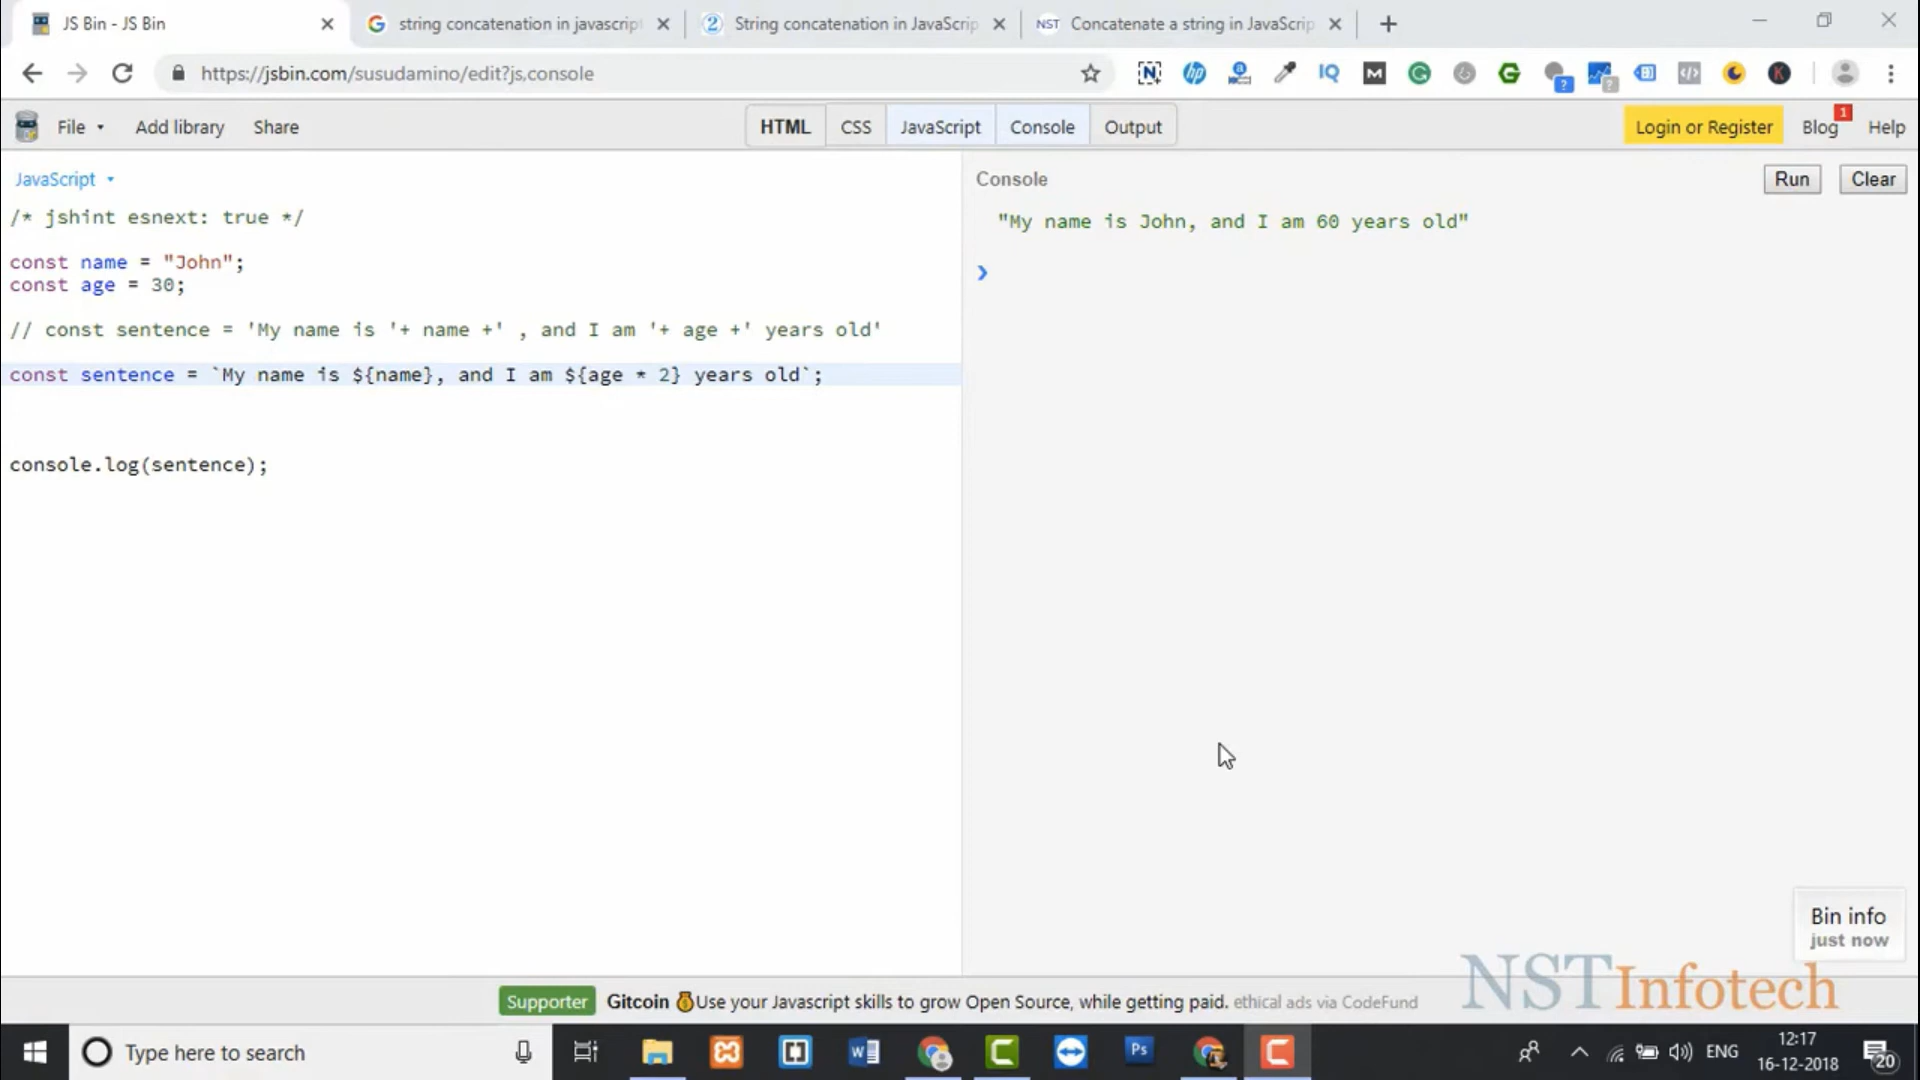 JS Bin - JS Bin
string concatenation in javascript
String concatenation in JavaScrip
NST Concatenate a string in JavaScrip
https://jsbin.com/susudamino/edit?js,console
File
Add library
Share
HTML
CSS
JavaScript
Console
Output
Login or Register
Blog
1
Help
JavaScript
/* jshint esnext: true */
const name = "John";
const age = 30;
// const sentence = 'My name is '+ name +' , and I am '+ age +' years old'
const sentence = `My name is ${name}, and I am ${age * 2} years old`;
console.log(sentence);
Console
Run
Clear
"My name is John, and I am 60 years old"
Bin info
just now
NSTInfotech
Supporter
Gitcoin
Use your Javascript skills to grow Open Source, while getting paid. ethical ads via CodeFund
Type here to search
ENG
12:17
16-12-2018
20